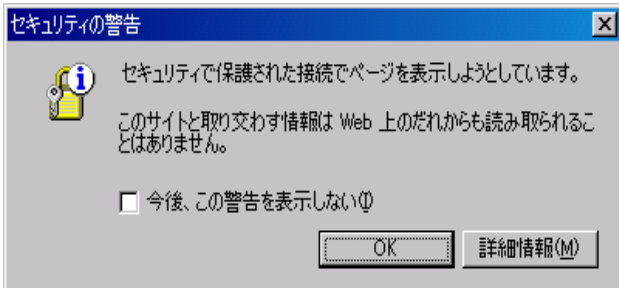 セキュリティの警告
セキュリティで保護された接続でページを表示しようとしています。
このサイトと取り交わす情報は Web 上のだれからも読み取られるこ
とはありません。
今後、この警告を表示しない(I)
OK 詳細情報(M)